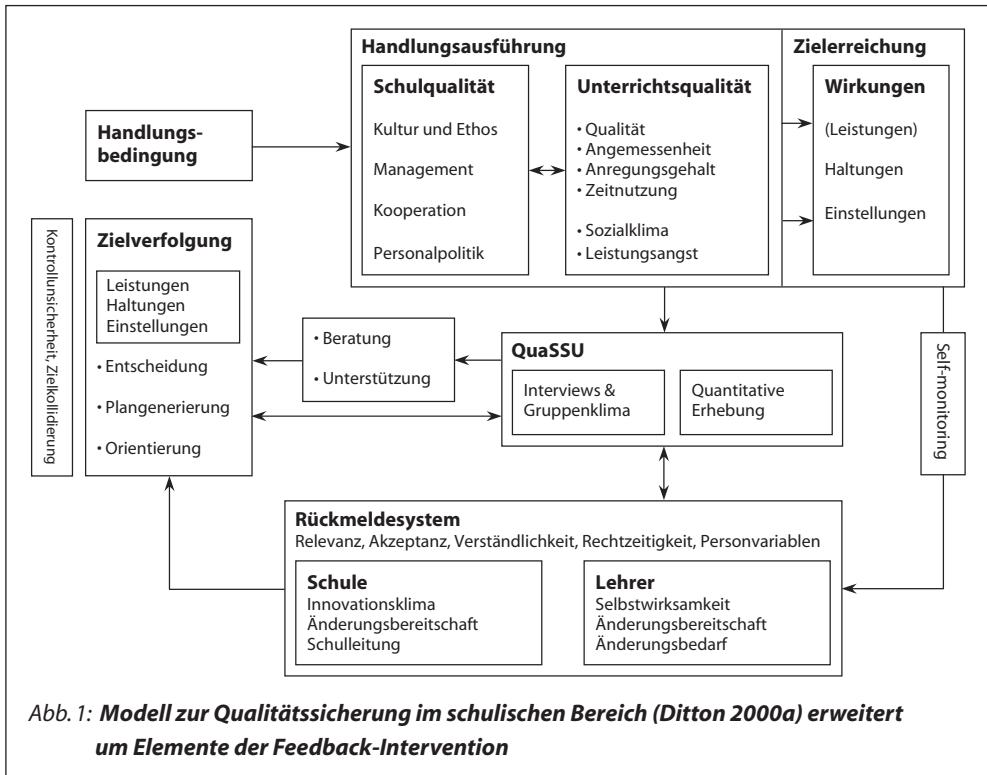 Handlungsausführung
Zielerreichung
Schulqualität
Kultur und Ethos
Management
Kooperation
Personalpolitik
Unterrichtsqualität
• Qualität
• Angemessenheit
• Anregungsgehalt
• Zeitnutzung
• Sozialklima
• Leistungsangst
Wirkungen
(Leistungen)
Haltungen
Einstellungen
Handlungs-
bedingung
Kontrollunsicherheit, Zielkollidierung
Zielverfolgung
Leistungen
Haltungen
Einstellungen
• Entscheidung
• Plangenerierung
• Orientierung
• Beratung
• Unterstützung
QuaSSU
Interviews &
Gruppenklima
Quantitative
Erhebung
Self-monitoring
Rückmeldesystem
Relevanz, Akzeptanz, Verständlichkeit, Rechtzeitigkeit, Personvariablen
Schule
Innovationsklima
Änderungsbereitschaft
Schulleitung
Lehrer
Selbstwirksamkeit
Änderungsbereitschaft
Änderungsbedarf
Abb. 1: Modell zur Qualitätssicherung im schulischen Bereich (Ditton 2000a) erweitert
um Elemente der Feedback-Intervention